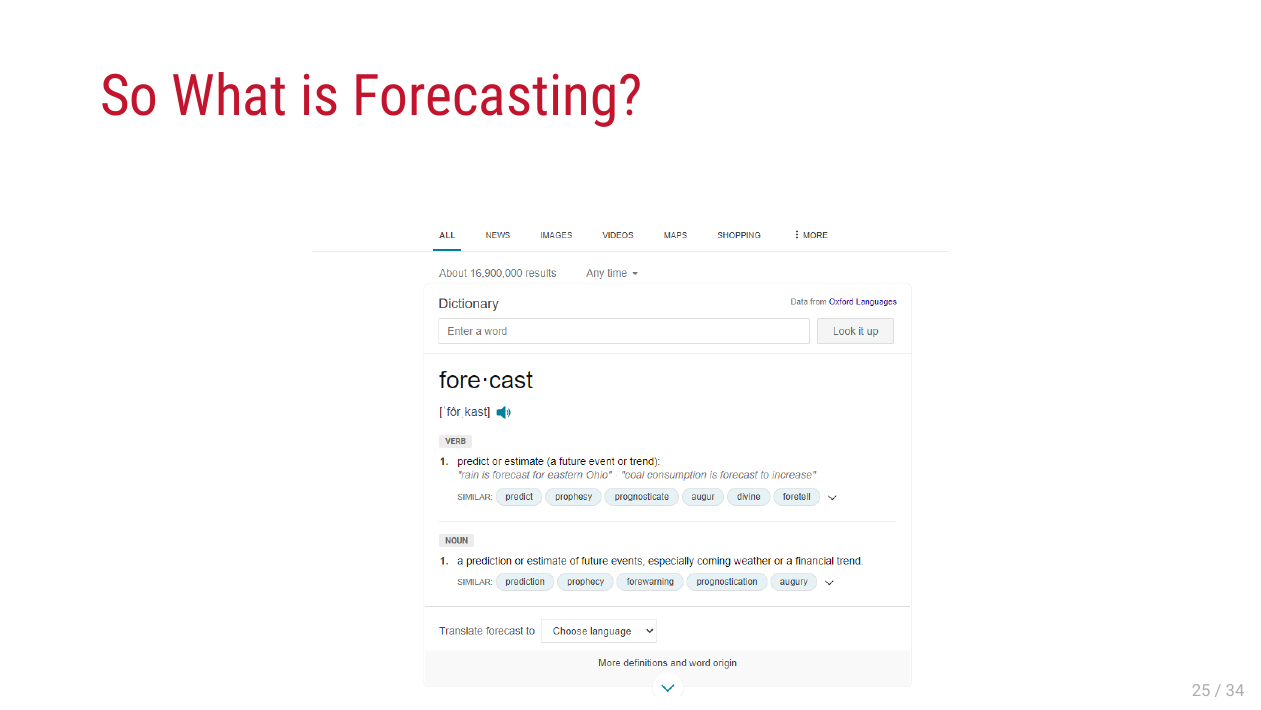 So What is Forecasting?
ALL NEWS IMAGES VIDEOS MAPS SHOPPING MORE
About 16,900,000 results Any time
Dictionary Data from Oxford Languages
Enter a word Look it up
fore·cast
[ˈfôrˌkast]
VERB
1. predict or estimate (a future event or trend):
"rain is forecast for eastern Ohio" · "coal consumption is forecast to increase"
SIMILAR: predict prophesy prognosticate augur divine foretell
NOUN
1. a prediction or estimate of future events, especially coming weather or a financial trend.
SIMILAR: prediction prophecy forewarning prognostication augury
Translate forecast to Choose language
More definitions and word origin
25 / 34